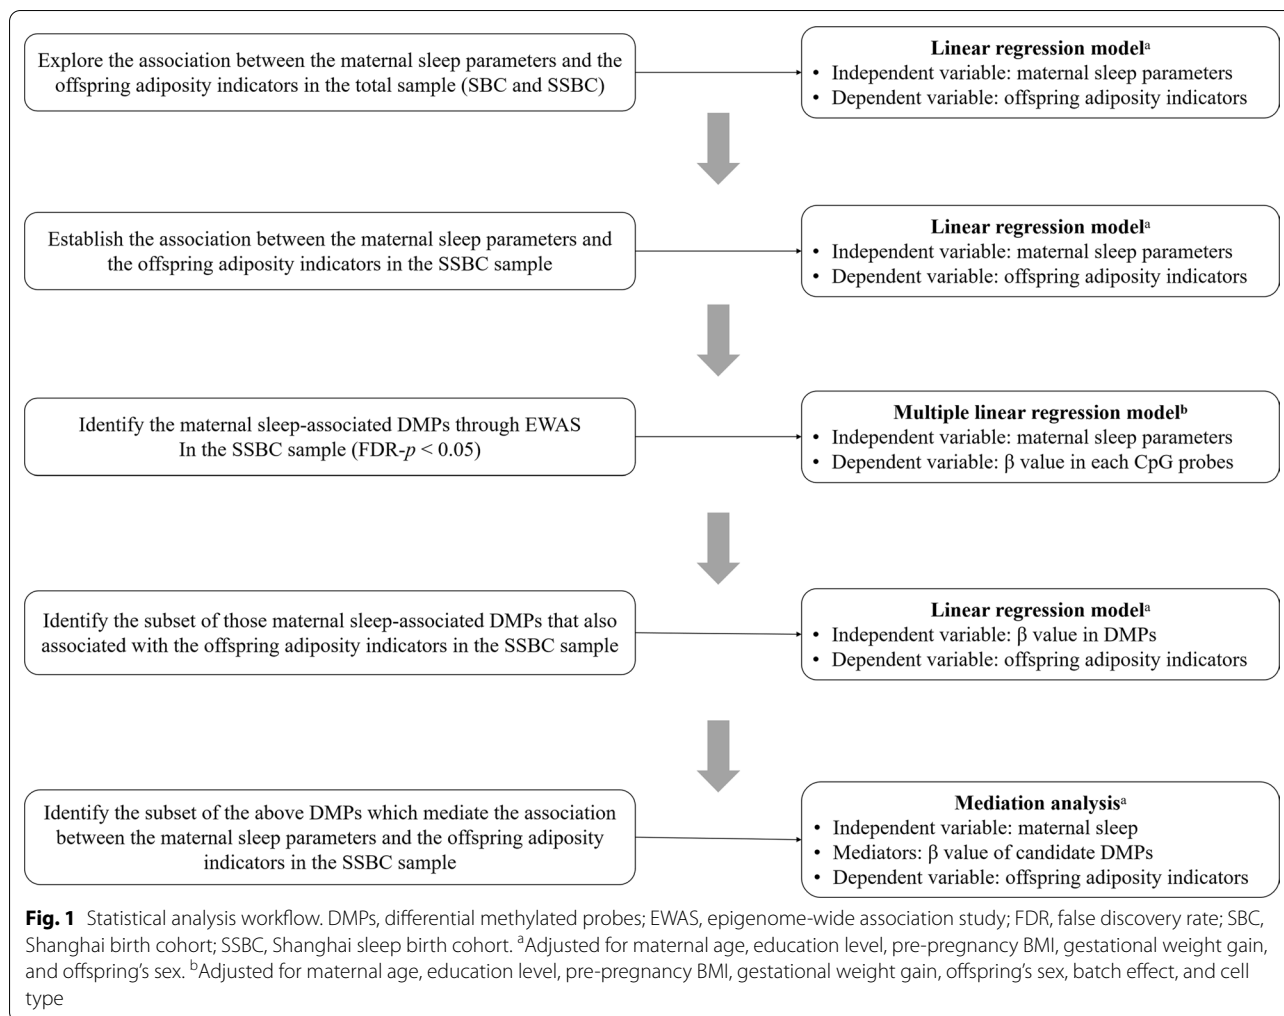 Explore the association between the maternal sleep parameters and the
offspring adiposity indicators in the total sample (SBC and SSBC)
Linear regression modelᵃ
• Independent variable: maternal sleep parameters
• Dependent variable: offspring adiposity indicators
Establish the association between the maternal sleep parameters and
the offspring adiposity indicators in the SSBC sample
Linear regression modelᵃ
• Independent variable: maternal sleep parameters
• Dependent variable: offspring adiposity indicators
Identify the maternal sleep-associated DMPs through EWAS
In the SSBC sample (FDR-p < 0.05)
Multiple linear regression modelᵇ
• Independent variable: maternal sleep parameters
• Dependent variable: β value in each CpG probes
Identify the subset of those maternal sleep-associated DMPs that also
associated with the offspring adiposity indicators in the SSBC sample
Linear regression modelᵃ
• Independent variable: β value in DMPs
• Dependent variable: offspring adiposity indicators
Identify the subset of the above DMPs which mediate the association
between the maternal sleep parameters and the offspring adiposity
indicators in the SSBC sample
Mediation analysisᵃ
• Independent variable: maternal sleep
• Mediators: β value of candidate DMPs
• Dependent variable: offspring adiposity indicators
Fig. 1 Statistical analysis workflow. DMPs, differential methylated probes; EWAS, epigenome-wide association study; FDR, false discovery rate; SBC,
Shanghai birth cohort; SSBC, Shanghai sleep birth cohort. ᵃAdjusted for maternal age, education level, pre-pregnancy BMI, gestational weight gain,
and offspring’s sex. ᵇAdjusted for maternal age, education level, pre-pregnancy BMI, gestational weight gain, offspring’s sex, batch effect, and cell
type